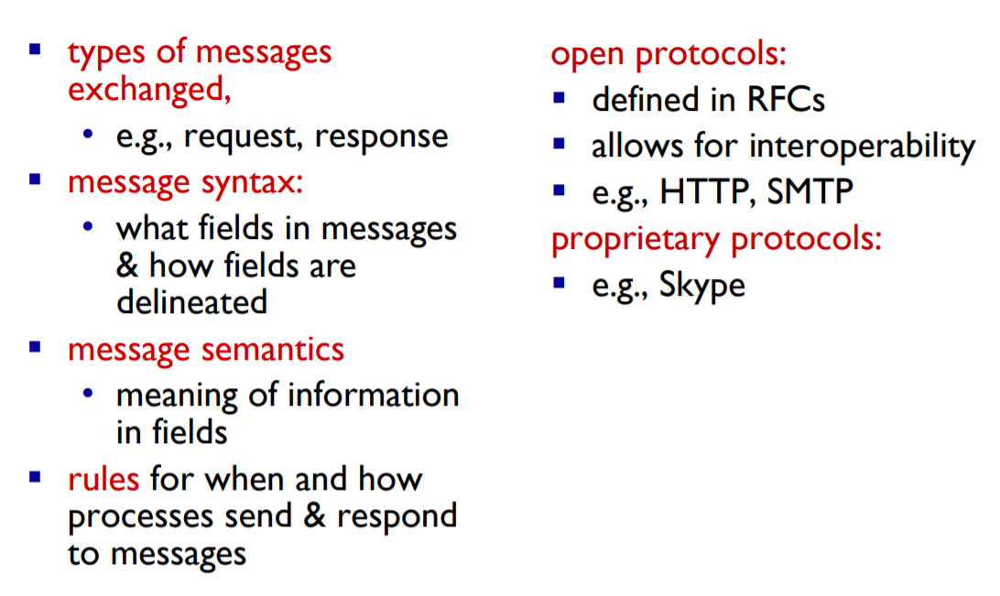 ▪ types of messages
exchanged,
• e.g., request, response
▪ message syntax:
• what fields in messages
& how fields are
delineated
▪ message semantics
• meaning of information
in fields
▪ rules for when and how
processes send & respond
to messages
open protocols:
▪ defined in RFCs
▪ allows for interoperability
▪ e.g., HTTP, SMTP
proprietary protocols:
▪ e.g., Skype